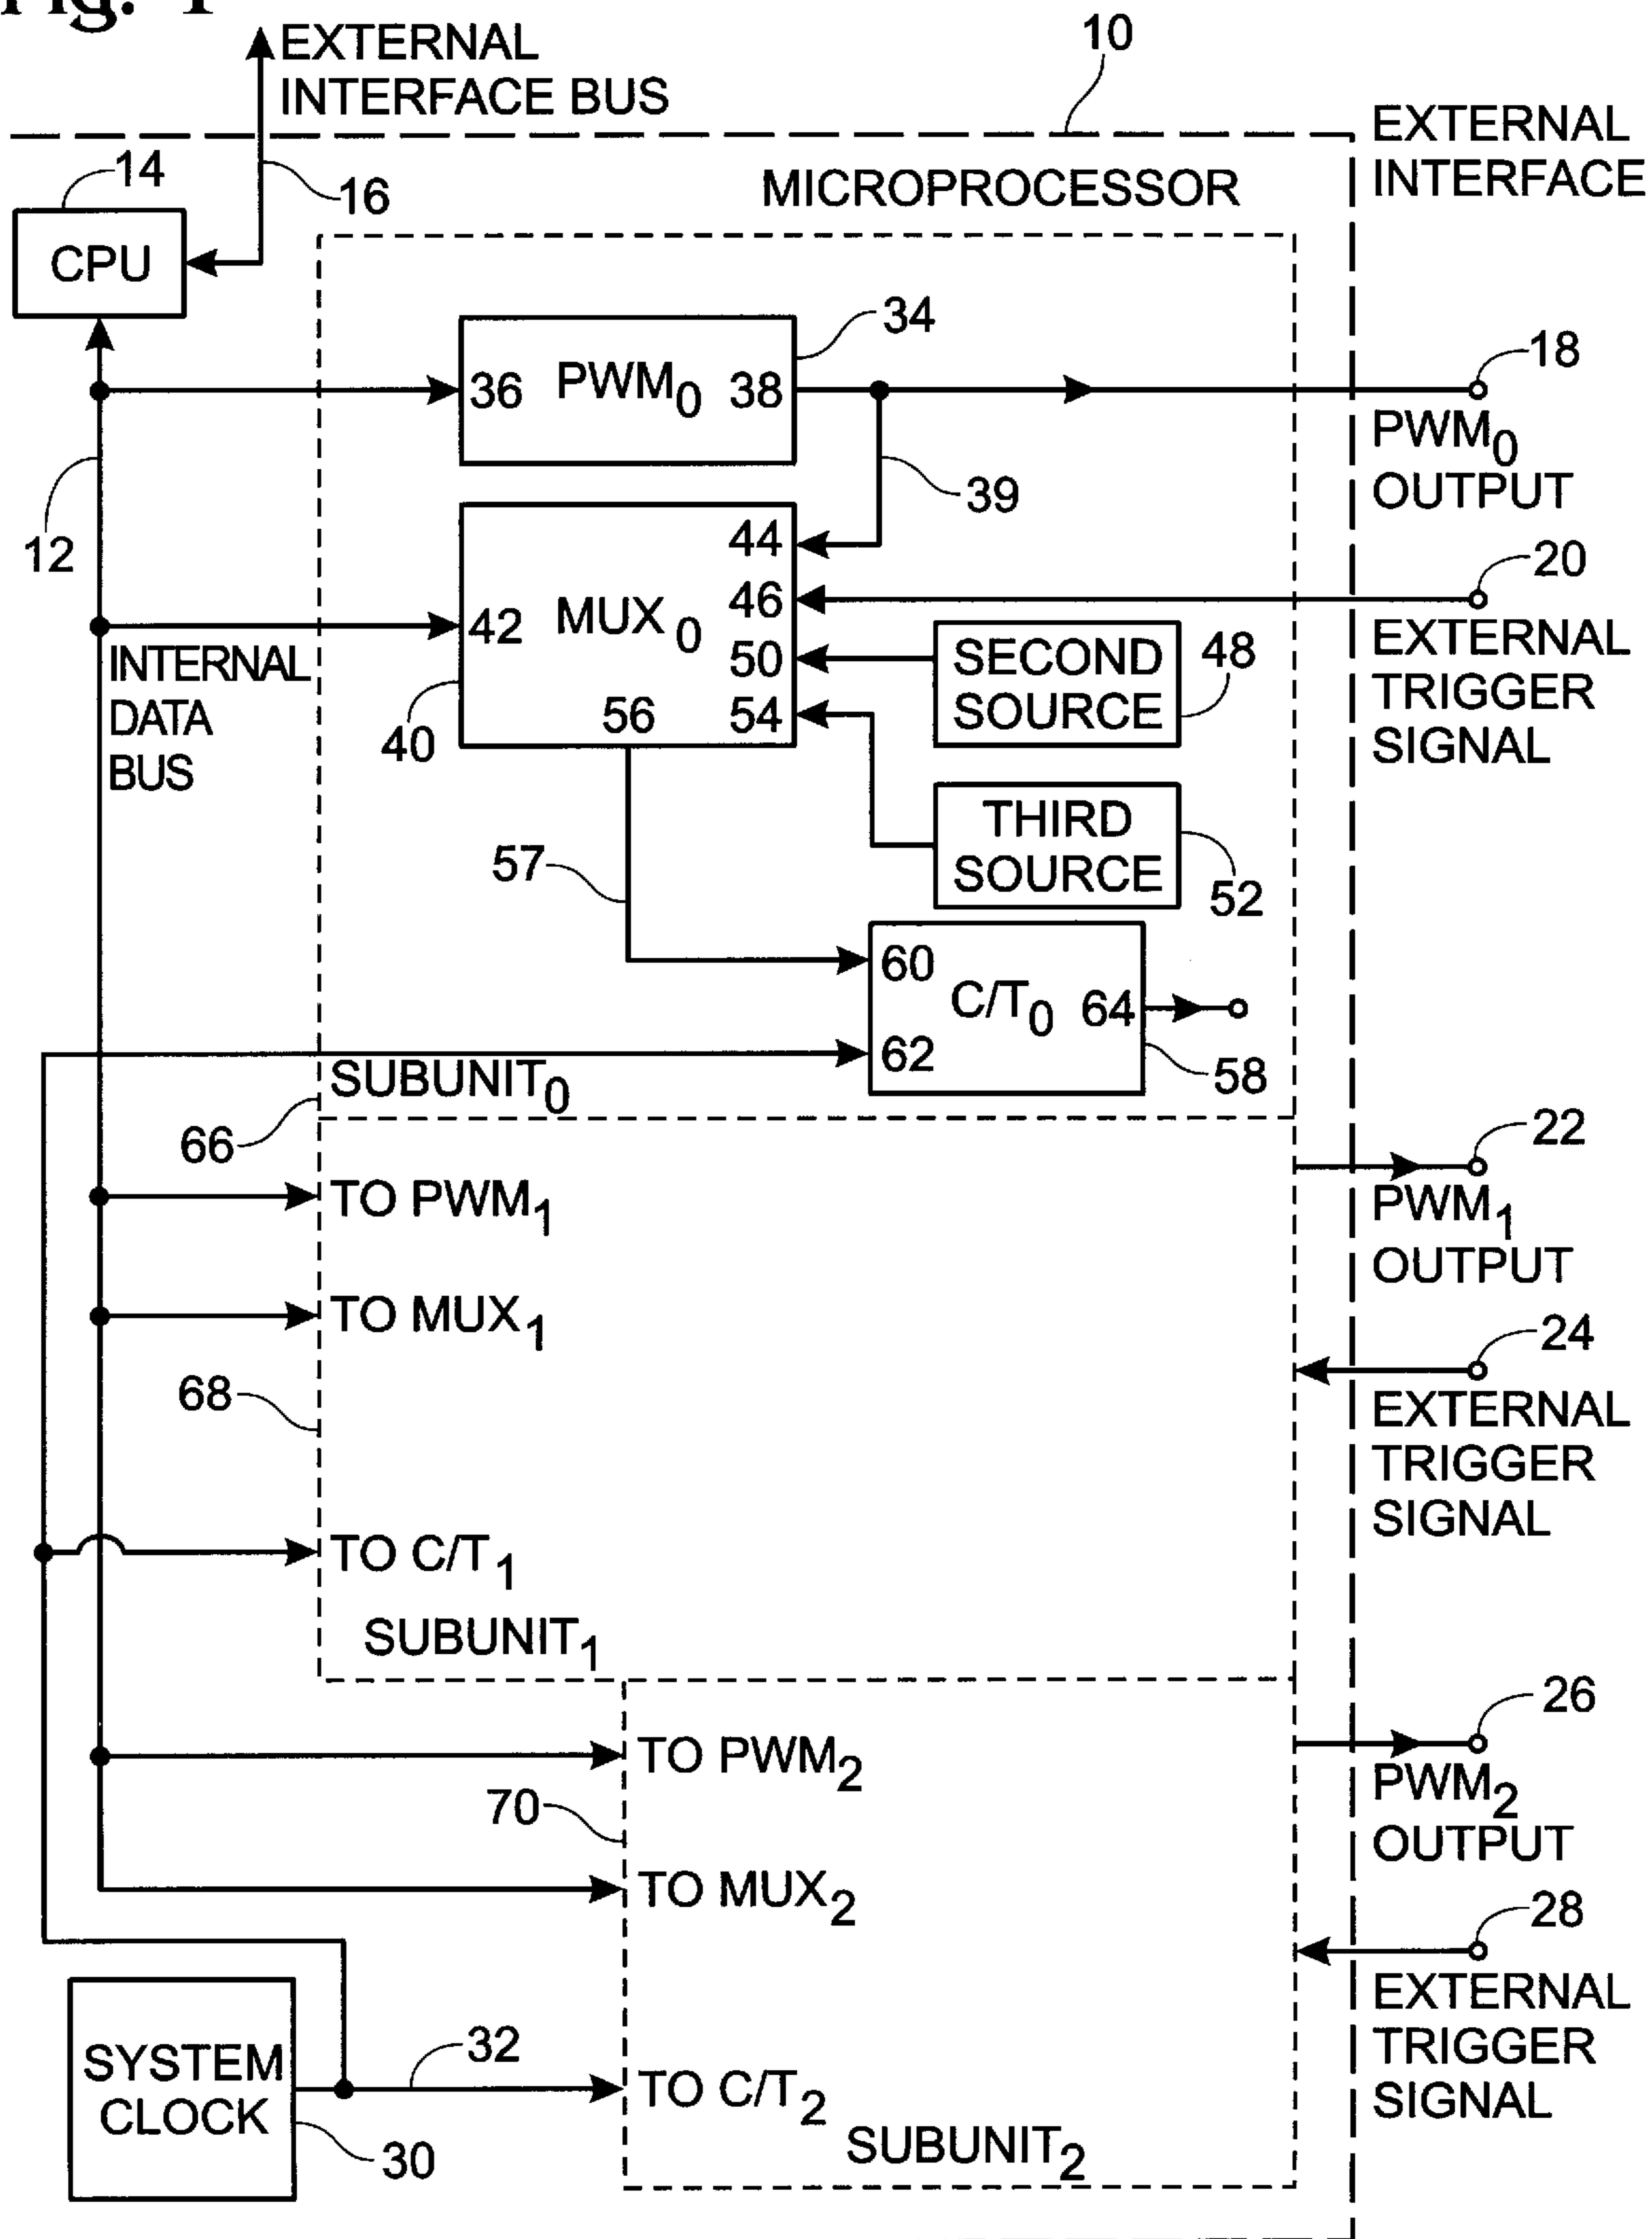 Fig. 1
EXTERNAL
INTERFACE BUS
10
EXTERNAL
INTERFACE
14
16
MICROPROCESSOR
CPU
34
36 PWM0 38
18
PWM0
OUTPUT
39
12
44
20
46
42 MUX0
EXTERNAL
TRIGGER
SIGNAL
50
SECOND
SOURCE
48
INTERNAL
DATA
BUS
40
56
54
THIRD
SOURCE
52
57
60
C/T0 64
62
58
SUBUNIT0
66
22
PWM1
OUTPUT
TO PWM1
TO MUX1
24
EXTERNAL
TRIGGER
SIGNAL
68
TO C/T1
SUBUNIT1
26
PWM2
OUTPUT
TO PWM2
70
TO MUX2
28
EXTERNAL
TRIGGER
SIGNAL
SYSTEM
CLOCK
32
30
TO C/T2
SUBUNIT2